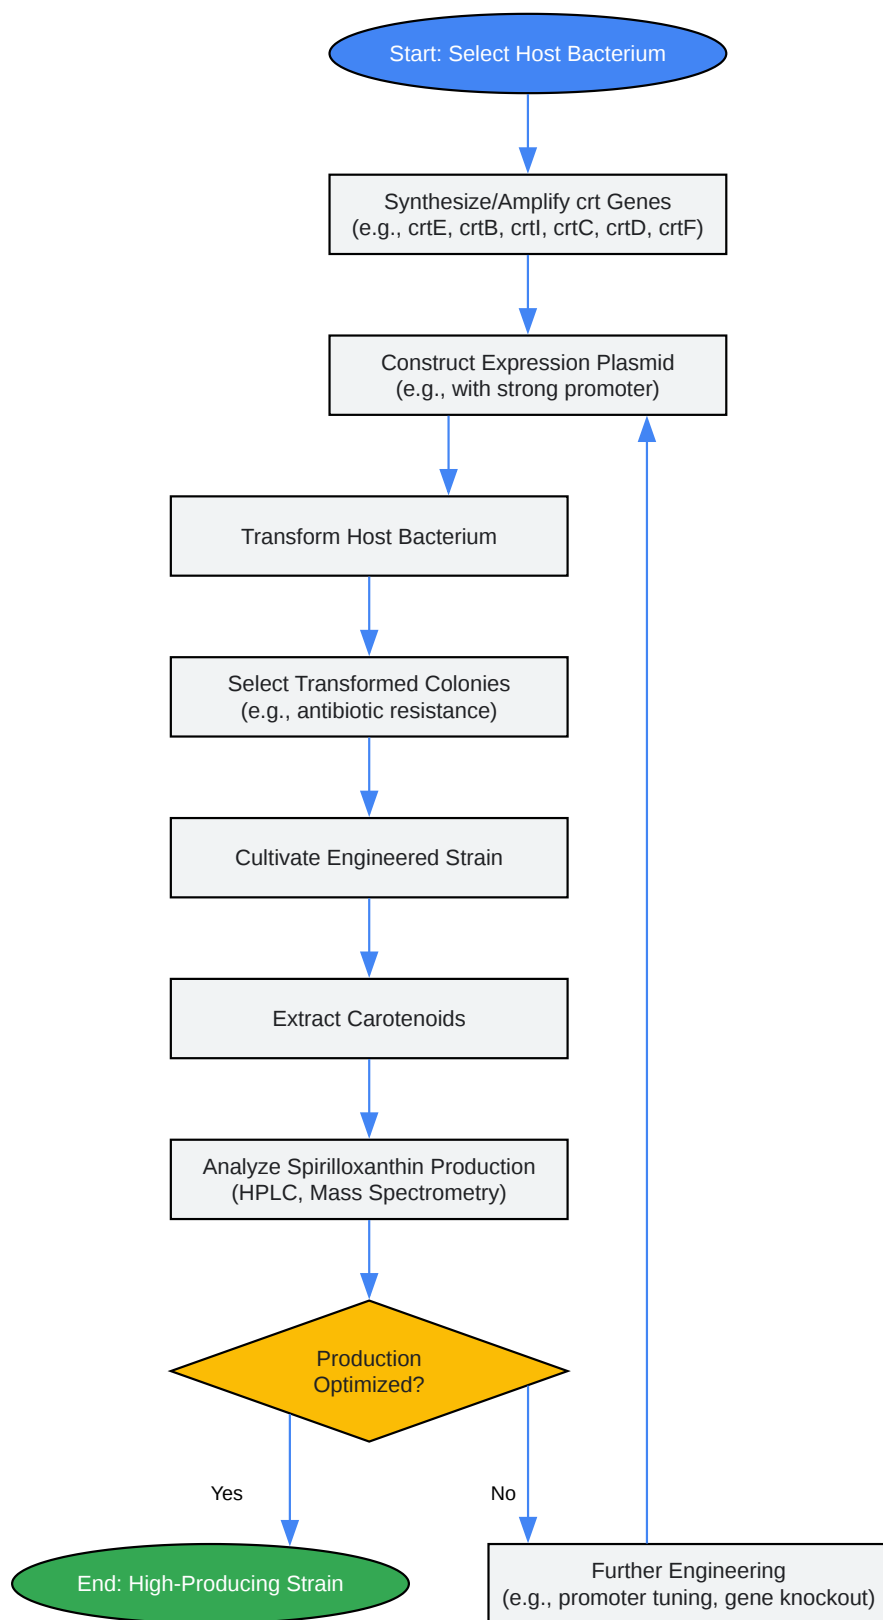 Start: Select Host Bacterium
Synthesize/Amplify crt Genes
(e.g., crtE, crtB, crtI, crtC, crtD, crtF)
Construct Expression Plasmid
(e.g., with strong promoter)
Transform Host Bacterium
Select Transformed Colonies
(e.g., antibiotic resistance)
Cultivate Engineered Strain
Extract Carotenoids
Analyze Spirilloxanthin Production
(HPLC, Mass Spectrometry)
Production
Optimized?
Yes
No
End: High-Producing Strain
Further Engineering
(e.g., promoter tuning, gene knockout)